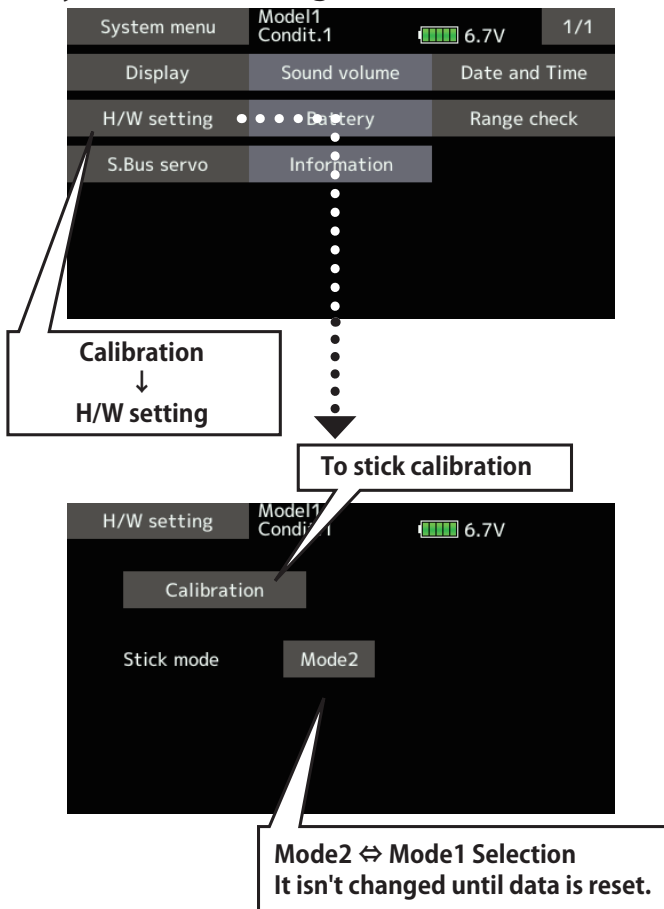 System menu
Model1
Condit.1
6.7V
1/1
Display
Sound volume
Date and Time
H/W setting
Battery
Range check
S.Bus servo
Information
Calibration
↓
H/W setting
To stick calibration
H/W setting
Model1
Condit.1
6.7V
Calibration
Stick mode
Mode2
Mode2 ⇔ Mode1 Selection
It isn't changed until data is reset.